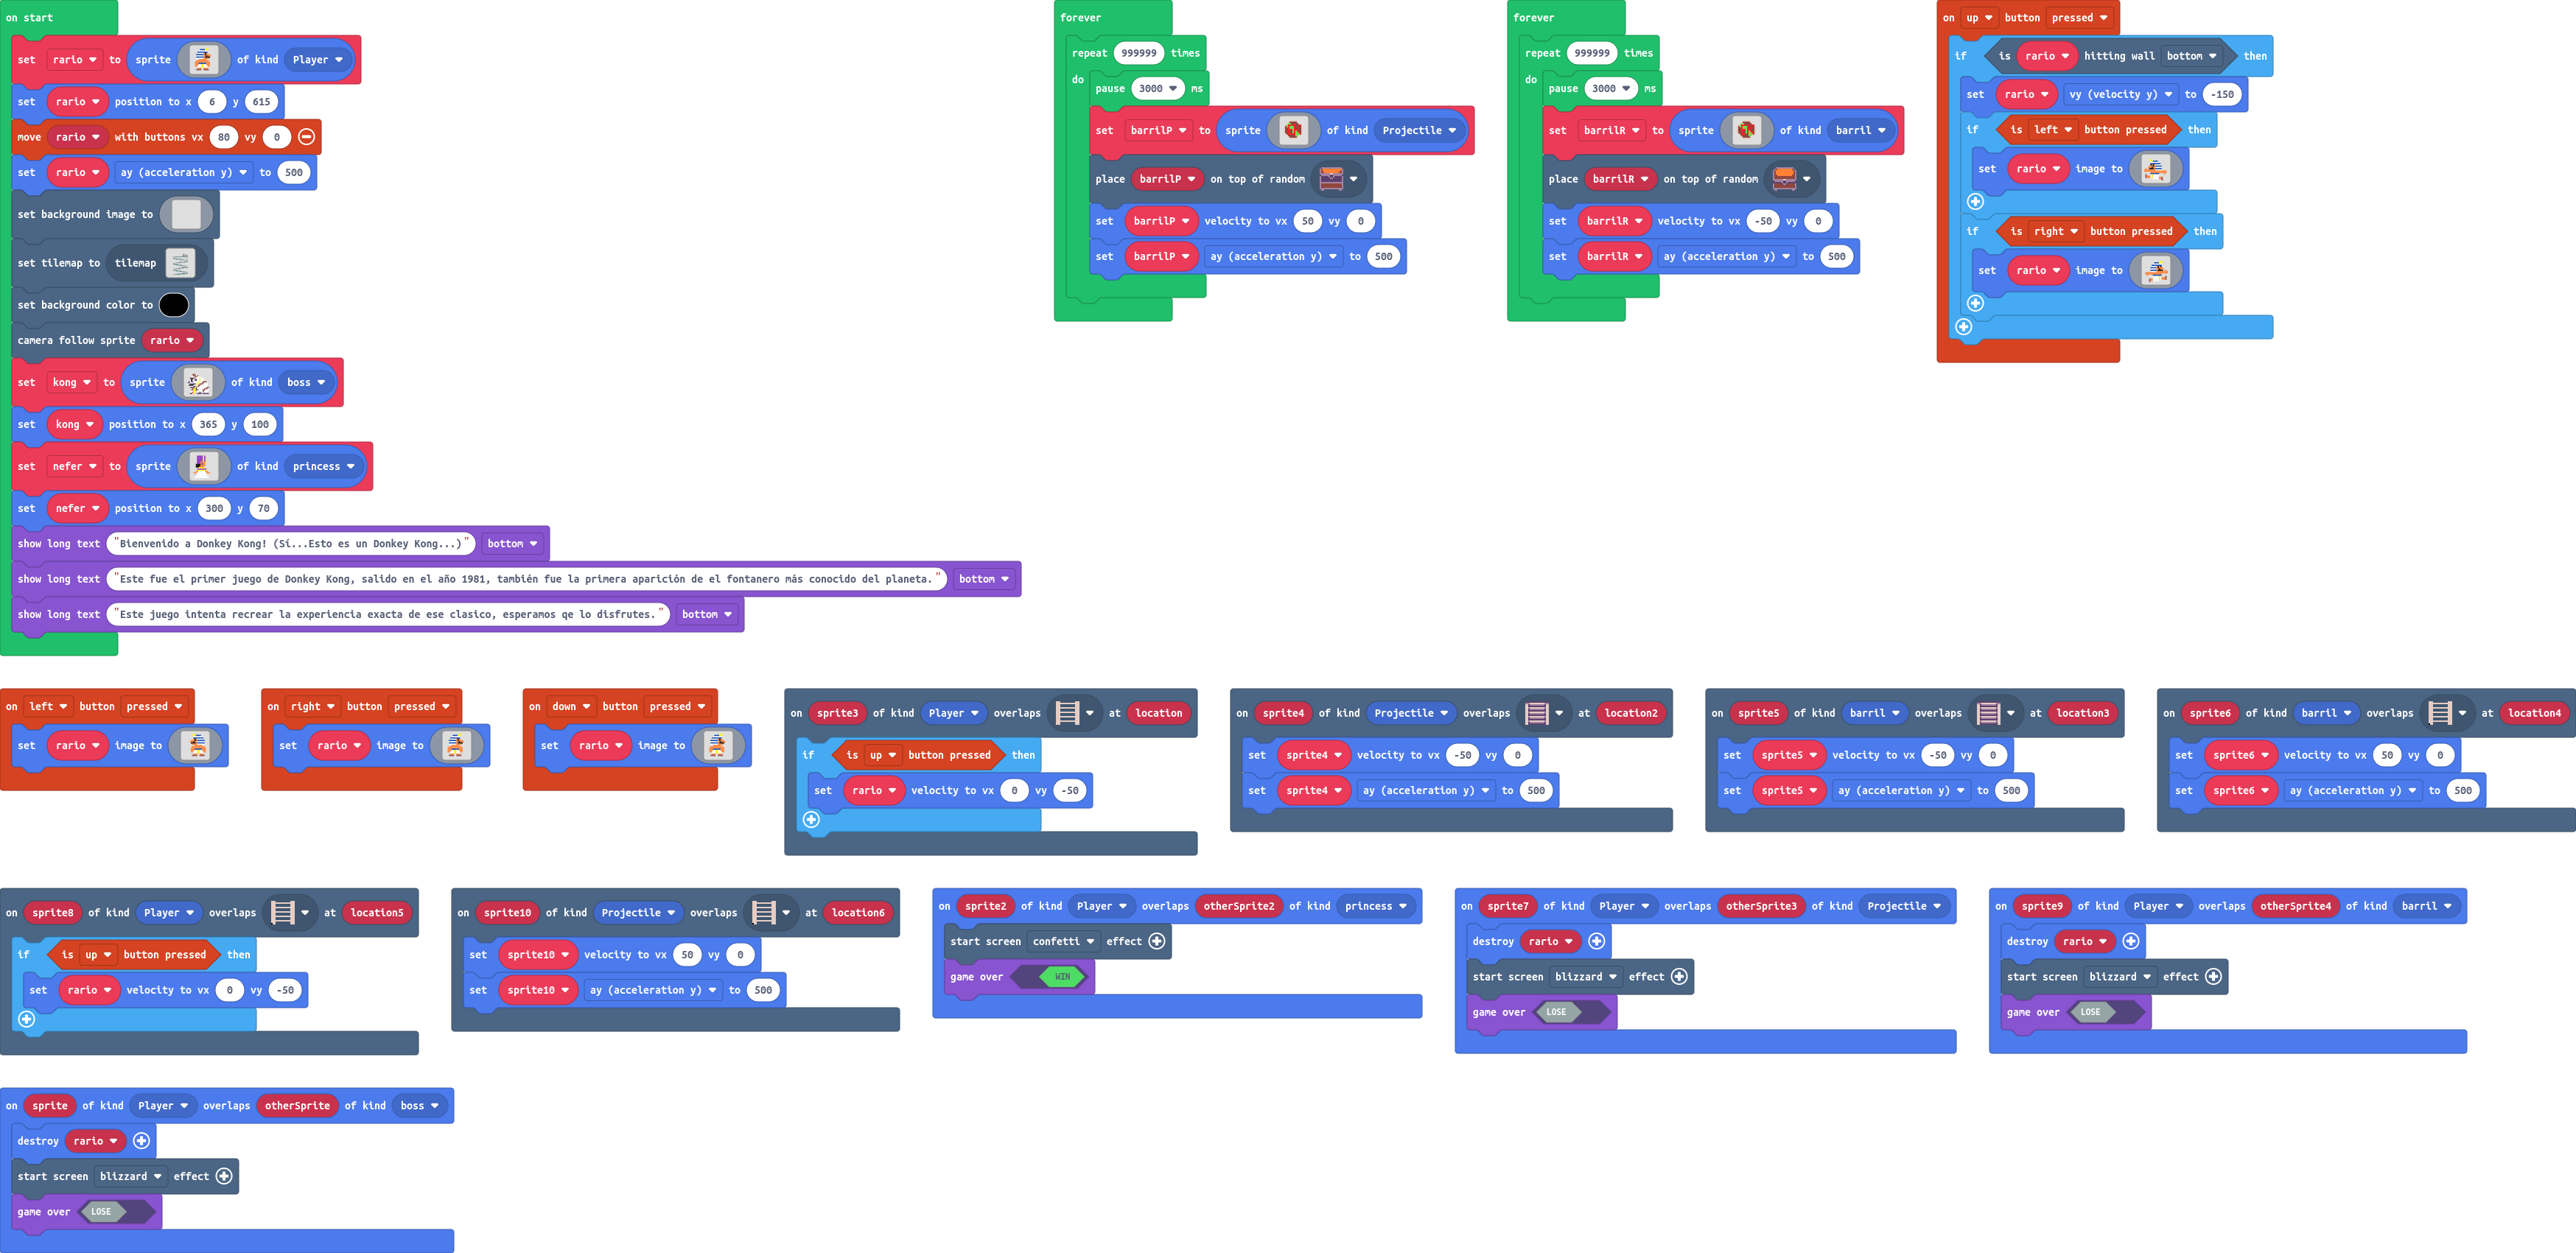 on start
set rario to sprite of kind Player
set rario position to x 6 y 615
move rario with buttons vx 80 vy 0
set rario ay (acceleration y) to 500
set background image to
set tilemap to tilemap
set background color to
camera follow sprite rario
set kong to sprite of kind boss
set kong position to x 365 y 100
set nefer to sprite of kind princess
set nefer position to x 300 y 70
show long text "Bienvenido a Donkey Kong! (Sí...Esto es un Donkey Kong...)" bottom
show long text "Este fue el primer juego de Donkey Kong, salido en el año 1981, también fue la primera aparición de el fontanero más conocido del planeta." bottom
show long text "Este juego intenta recrear la experiencia exacta de ese clasico, esperamos qe lo disfrutes." bottom
forever
repeat 999999 times
do
pause 3000 ms
set barrilP to sprite of kind Projectile
place barrilP on top of random
set barrilP velocity to vx 50 vy 0
set barrilP ay (acceleration y) to 500
forever
repeat 999999 times
do
pause 3000 ms
set barrilR to sprite of kind barril
place barrilR on top of random
set barrilR velocity to vx -50 vy 0
set barrilR ay (acceleration y) to 500
on up button pressed
if is rario hitting wall bottom then
set rario vy (velocity y) to -150
if is left button pressed then
set rario image to
if is right button pressed then
set rario image to
on left button pressed
set rario image to
on right button pressed
set rario image to
on down button pressed
set rario image to
on sprite3 of kind Player overlaps at location
if is up button pressed then
set rario velocity to vx 0 vy -50
on sprite4 of kind Projectile overlaps at location2
set sprite4 velocity to vx -50 vy 0
set sprite4 ay (acceleration y) to 500
on sprite5 of kind barril overlaps at location3
set sprite5 velocity to vx -50 vy 0
set sprite5 ay (acceleration y) to 500
on sprite6 of kind barril overlaps at location4
set sprite6 velocity to vx 50 vy 0
set sprite6 ay (acceleration y) to 500
on sprite8 of kind Player overlaps at location5
if is up button pressed then
set rario velocity to vx 0 vy -50
on sprite10 of kind Projectile overlaps at location6
set sprite10 velocity to vx 50 vy 0
set sprite10 ay (acceleration y) to 500
on sprite2 of kind Player overlaps otherSprite2 of kind princess
start screen confetti effect
game over WIN
on sprite7 of kind Player overlaps otherSprite3 of kind Projectile
destroy rario
start screen blizzard effect
game over LOSE
on sprite9 of kind Player overlaps otherSprite4 of kind barril
destroy rario
start screen blizzard effect
game over LOSE
on sprite of kind Player overlaps otherSprite of kind boss
destroy rario
start screen blizzard effect
game over LOSE